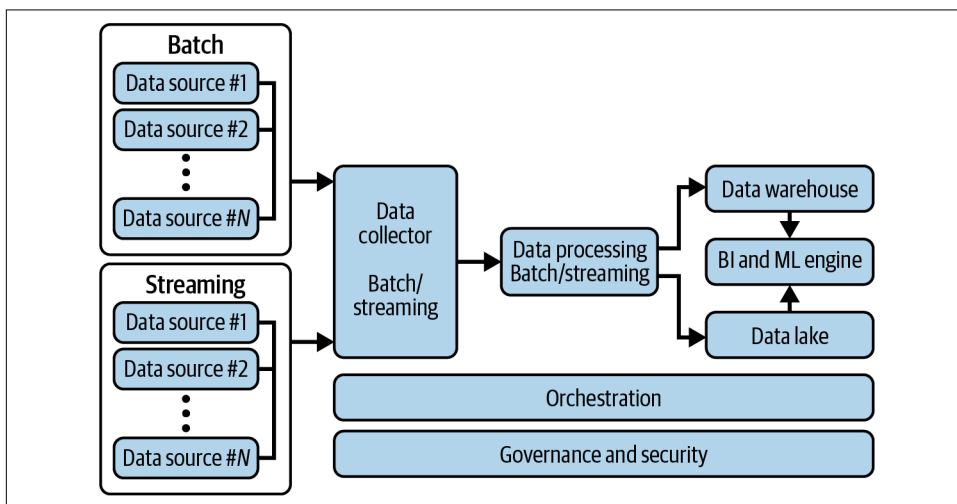 Batch
Data source #1
Data source #2
Data source #N
Streaming
Data source #1
Data source #2
Data source #N
Data
collector
Batch/
streaming
Data processing
Batch/streaming
Data warehouse
BI and ML engine
Data lake
Orchestration
Governance and security